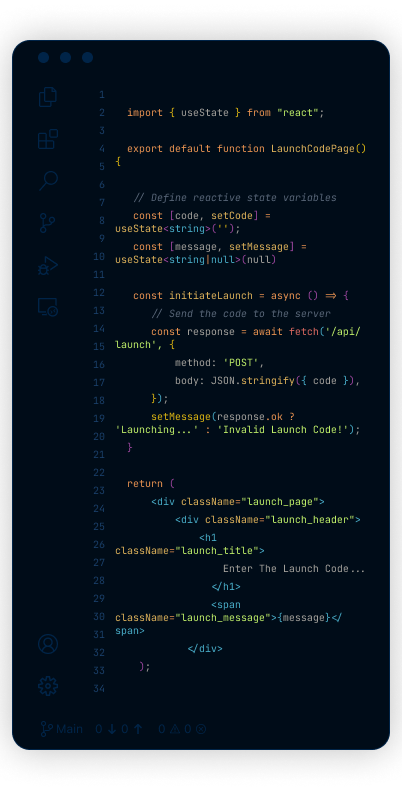 1
2 import { useState } from "react";
3
4 export default function LaunchCodePage()
5 {
6
7 // Define reactive state variables
8 const [code, setCode] =
useState<string>('');
9 const [message, setMessage] =
10 useState<string|null>(null)
11
12 const initiateLaunch = async () => {
13 // Send the code to the server
14 const response = await fetch('/api/
15 launch', {
16 method: 'POST',
17 body: JSON.stringify({ code }),
18 });
19 setMessage(response.ok ?
20 'Launching...' : 'Invalid Launch Code!');
21 }
22
23 return (
24 <div className="launch_page">
25 <div className="launch_header">
26 <h1
className="launch_title">
27 Enter The Launch Code...
28 </h1>
29 <span
30 className="launch_message">{message}</
31 span>
32 </div>
33 );
34
Main 0 0 0 0